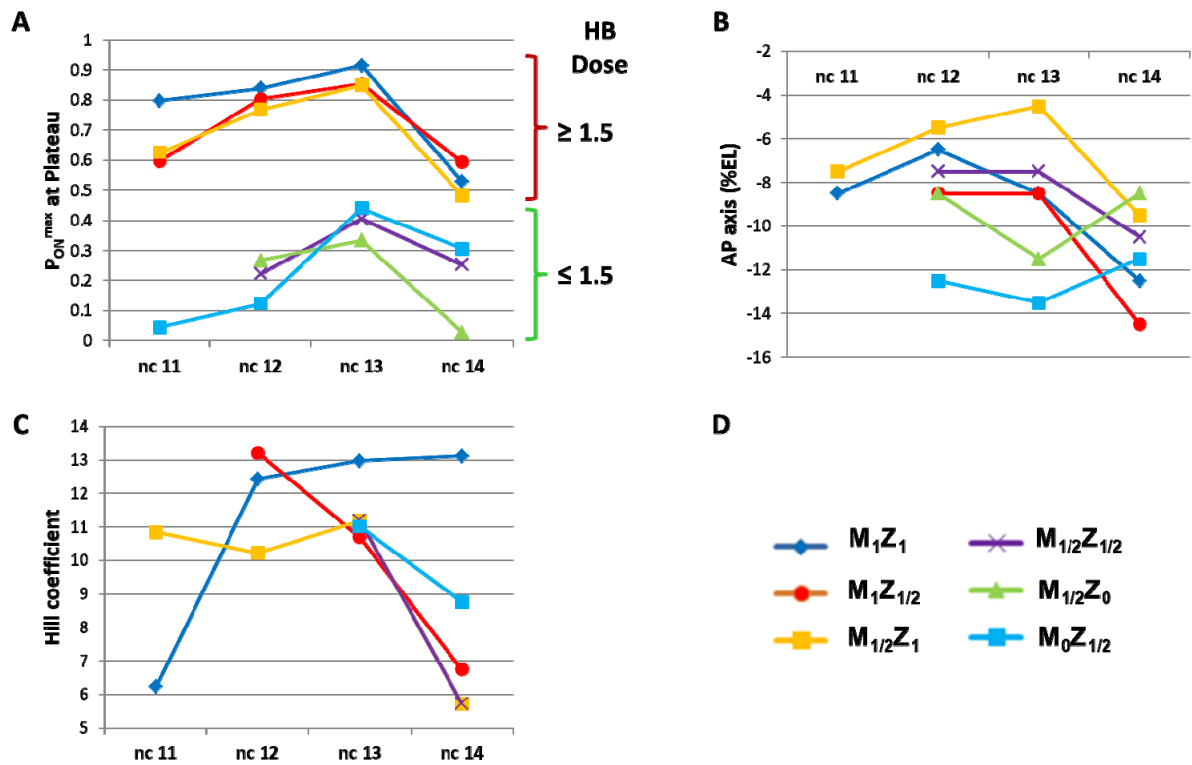 A
HB
Dose
P_ON^max at Plateau
1
0.9
0.8
0.7
0.6
0.5
0.4
0.3
0.2
0.1
0
nc 11 nc 12 nc 13 nc 14
≥ 1.5
≤ 1.5
B
AP axis (%EL)
-2
-4
-6
-8
-10
-12
-14
-16
nc 11 nc 12 nc 13 nc 14
C
Hill coefficient
14
13
12
11
10
9
8
7
6
5
nc 11 nc 12 nc 13 nc 14
D
M₁Z₁ M₁/₂Z₁/₂
M₁Z₁/₂ M₁/₂Z₀
M₁/₂Z₁ M₀Z₁/₂